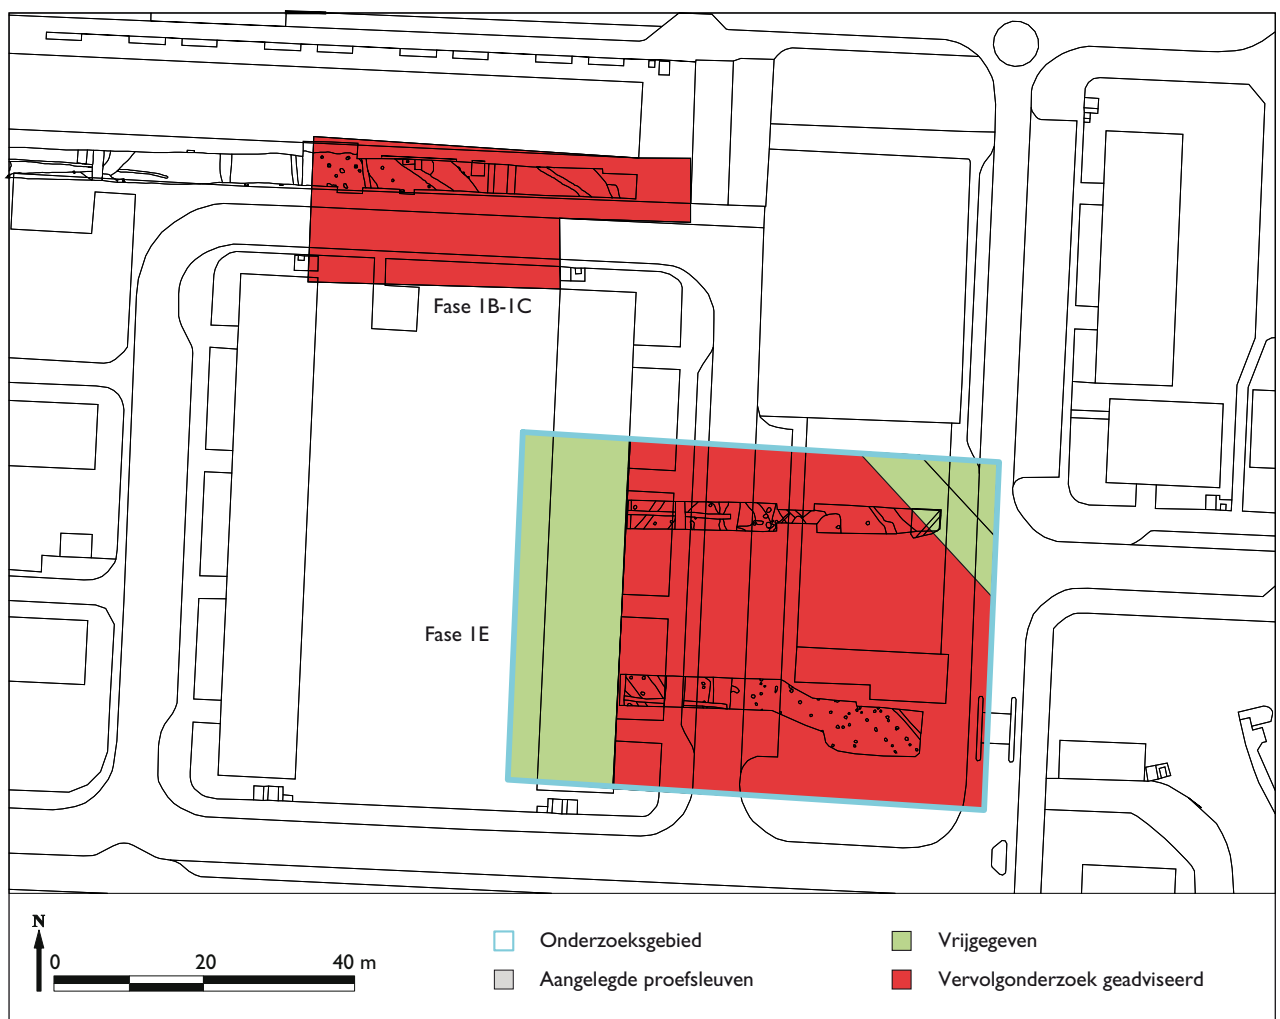 Fase 1B-1C
Fase 1E
N
0 20 40 m
Onderzoeksgebied
Aangelegde proefsleuven
Vrijgegeven
Vervolgonderzoek geadviseerd